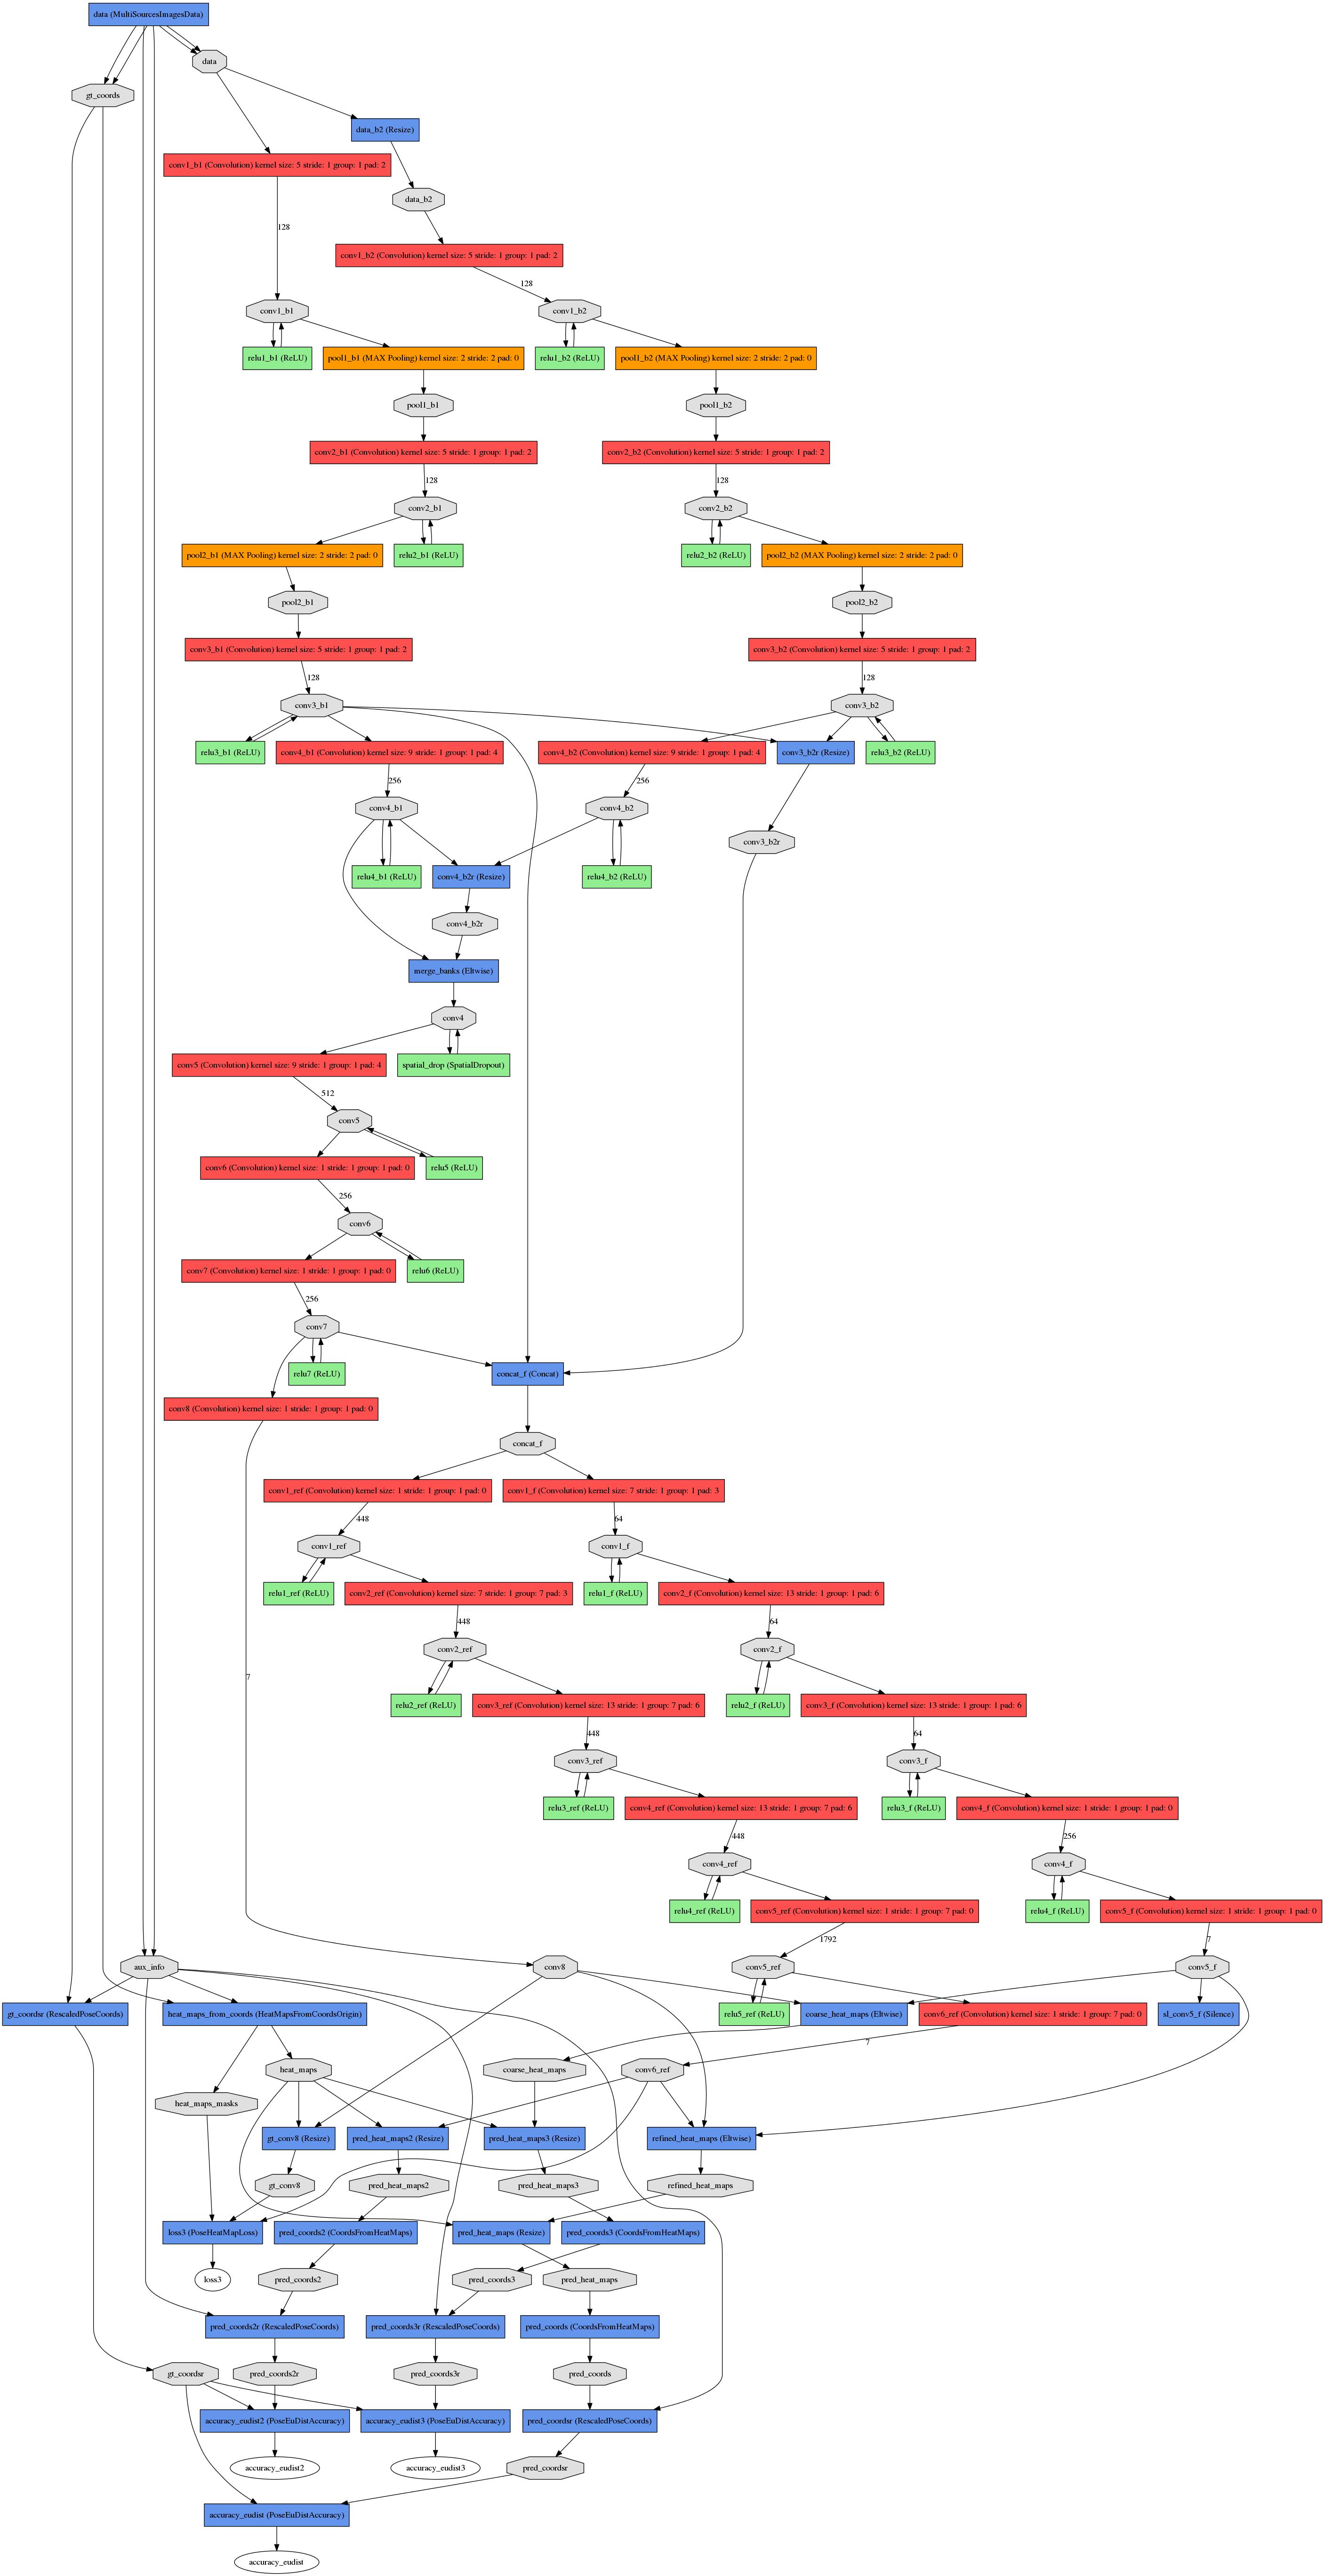 data (MultiSourcesImagesData)
data
gt_coords
data_b2 (Resize)
conv1_b1 (Convolution) kernel size: 5 stride: 1 group: 1 pad: 2
data_b2
128
conv1_b2 (Convolution) kernel size: 5 stride: 1 group: 1 pad: 2
128
conv1_b1
conv1_b2
relu1_b1 (ReLU)
pool1_b1 (MAX Pooling) kernel size: 2 stride: 2 pad: 0
relu1_b2 (ReLU)
pool1_b2 (MAX Pooling) kernel size: 2 stride: 2 pad: 0
pool1_b1
pool1_b2
conv2_b1 (Convolution) kernel size: 5 stride: 1 group: 1 pad: 2
conv2_b2 (Convolution) kernel size: 5 stride: 1 group: 1 pad: 2
128
128
conv2_b1
conv2_b2
pool2_b1 (MAX Pooling) kernel size: 2 stride: 2 pad: 0
relu2_b1 (ReLU)
relu2_b2 (ReLU)
pool2_b2 (MAX Pooling) kernel size: 2 stride: 2 pad: 0
pool2_b1
pool2_b2
conv3_b1 (Convolution) kernel size: 5 stride: 1 group: 1 pad: 2
conv3_b2 (Convolution) kernel size: 5 stride: 1 group: 1 pad: 2
128
128
conv3_b1
conv3_b2
relu3_b1 (ReLU)
conv4_b1 (Convolution) kernel size: 9 stride: 1 group: 1 pad: 4
conv4_b2 (Convolution) kernel size: 9 stride: 1 group: 1 pad: 4
conv3_b2r (Resize)
relu3_b2 (ReLU)
256
256
conv4_b1
conv4_b2
conv3_b2r
relu4_b1 (ReLU)
conv4_b2r (Resize)
relu4_b2 (ReLU)
conv4_b2r
merge_banks (Eltwise)
conv4
conv5 (Convolution) kernel size: 9 stride: 1 group: 1 pad: 4
spatial_drop (SpatialDropout)
512
conv5
conv6 (Convolution) kernel size: 1 stride: 1 group: 1 pad: 0
relu5 (ReLU)
256
conv6
conv7 (Convolution) kernel size: 1 stride: 1 group: 1 pad: 0
relu6 (ReLU)
256
conv7
relu7 (ReLU)
concat_f (Concat)
conv8 (Convolution) kernel size: 1 stride: 1 group: 1 pad: 0
concat_f
conv1_ref (Convolution) kernel size: 1 stride: 1 group: 1 pad: 0
conv1_f (Convolution) kernel size: 7 stride: 1 group: 1 pad: 3
448
64
conv1_ref
conv1_f
relu1_ref (ReLU)
conv2_ref (Convolution) kernel size: 7 stride: 1 group: 7 pad: 3
relu1_f (ReLU)
conv2_f (Convolution) kernel size: 13 stride: 1 group: 1 pad: 6
448
64
conv2_ref
conv2_f
7
relu2_ref (ReLU)
conv3_ref (Convolution) kernel size: 13 stride: 1 group: 7 pad: 6
relu2_f (ReLU)
conv3_f (Convolution) kernel size: 13 stride: 1 group: 1 pad: 6
448
64
conv3_ref
conv3_f
relu3_ref (ReLU)
conv4_ref (Convolution) kernel size: 13 stride: 1 group: 7 pad: 6
relu3_f (ReLU)
conv4_f (Convolution) kernel size: 1 stride: 1 group: 1 pad: 0
448
256
conv4_ref
conv4_f
relu4_ref (ReLU)
conv5_ref (Convolution) kernel size: 1 stride: 1 group: 7 pad: 0
relu4_f (ReLU)
conv5_f (Convolution) kernel size: 1 stride: 1 group: 1 pad: 0
1792
7
aux_info
conv8
conv5_ref
conv5_f
gt_coordsr (RescaledPoseCoords)
heat_maps_from_coords (HeatMapsFromCoordsOrigin)
relu5_ref (ReLU)
coarse_heat_maps (Eltwise)
conv6_ref (Convolution) kernel size: 1 stride: 1 group: 7 pad: 0
sl_conv5_f (Silence)
7
heat_maps
coarse_heat_maps
conv6_ref
heat_maps_masks
gt_conv8 (Resize)
pred_heat_maps2 (Resize)
pred_heat_maps3 (Resize)
refined_heat_maps (Eltwise)
gt_conv8
pred_heat_maps2
pred_heat_maps3
refined_heat_maps
loss3 (PoseHeatMapLoss)
pred_coords2 (CoordsFromHeatMaps)
pred_heat_maps (Resize)
pred_coords3 (CoordsFromHeatMaps)
loss3
pred_coords2
pred_coords3
pred_heat_maps
pred_coords2r (RescaledPoseCoords)
pred_coords3r (RescaledPoseCoords)
pred_coords (CoordsFromHeatMaps)
gt_coordsr
pred_coords2r
pred_coords3r
pred_coords
accuracy_eudist2 (PoseEuDistAccuracy)
accuracy_eudist3 (PoseEuDistAccuracy)
pred_coordsr (RescaledPoseCoords)
accuracy_eudist2
accuracy_eudist3
pred_coordsr
accuracy_eudist (PoseEuDistAccuracy)
accuracy_eudist